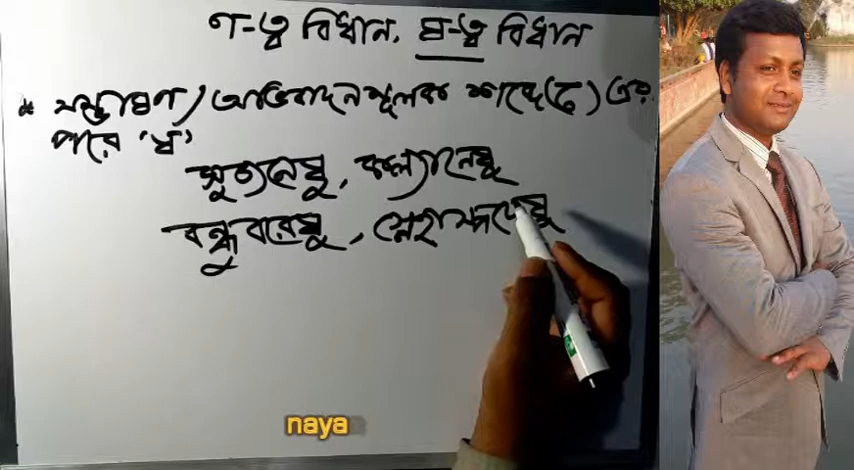 ণ-ত্ব বিধান, ষ-ত্ব বিধান
* সম্ভাষণ/অভিবাদনমূলক শব্দে(এ) এর
পরে 'ষ'
সুজনেষু, কল্যানেষু
বন্ধুবরেষু, স্নেহাস্পদেষু
naya